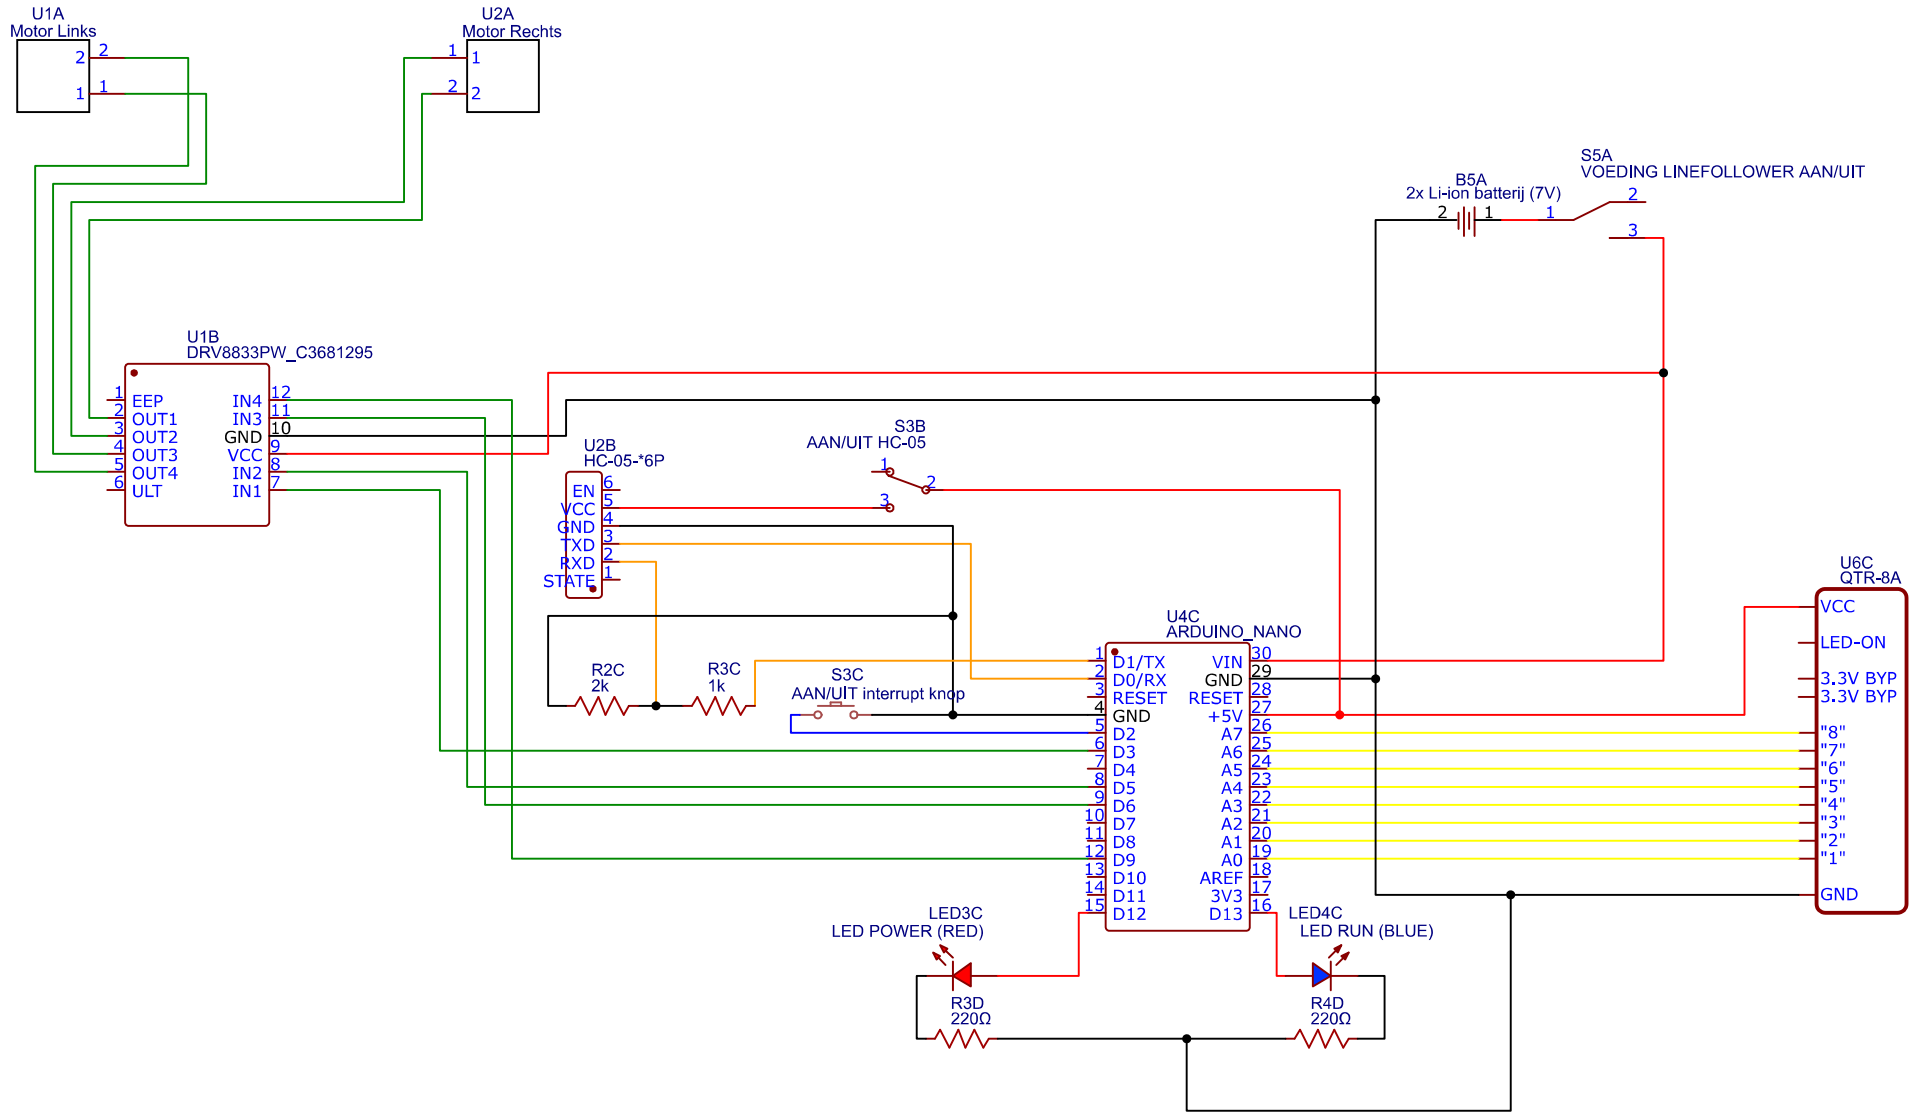 U1A
Motor Links
2 2
1 1
U2A
Motor Rechts
1 1
2 2
S5A
VOEDING LINEFOLLOWER AAN/UIT
B5A
2x Li-ion batterij (7V)
2 1
1 2
3
U1B
DRV8833PW_C3681295
1 EEP
2 OUT1
3 OUT2
4 OUT3
5 OUT4
6 ULT
IN4 12
IN3 11
GND 10
VCC 9
IN2 8
IN1 7
U2B
HC-05-*6P
EN 6
VCC 5
GND 4
TXD 3
RXD 2
STATE 1
S3B
AAN/UIT HC-05
1
2
3
R2C
2k
R3C
1k
S3C
AAN/UIT interrupt knop
U4C
ARDUINO_NANO
1 D1/TX
2 D0/RX
3 RESET
4 GND
5 D2
6 D3
7 D4
8 D5
9 D6
10 D7
11 D8
12 D9
13 D10
14 D11
15 D12
VIN 30
GND 29
RESET 28
+5V 27
A7 26
A6 25
A5 24
A4 23
A3 22
A2 21
A1 20
A0 19
AREF 18
3V3 17
D13 16
U6C
QTR-8A
VCC
LED-ON
3.3V BYP
3.3V BYP
"8"
"7"
"6"
"5"
"4"
"3"
"2"
"1"
GND
LED3C
LED POWER (RED)
R3D
220Ω
LED4C
LED RUN (BLUE)
R4D
220Ω